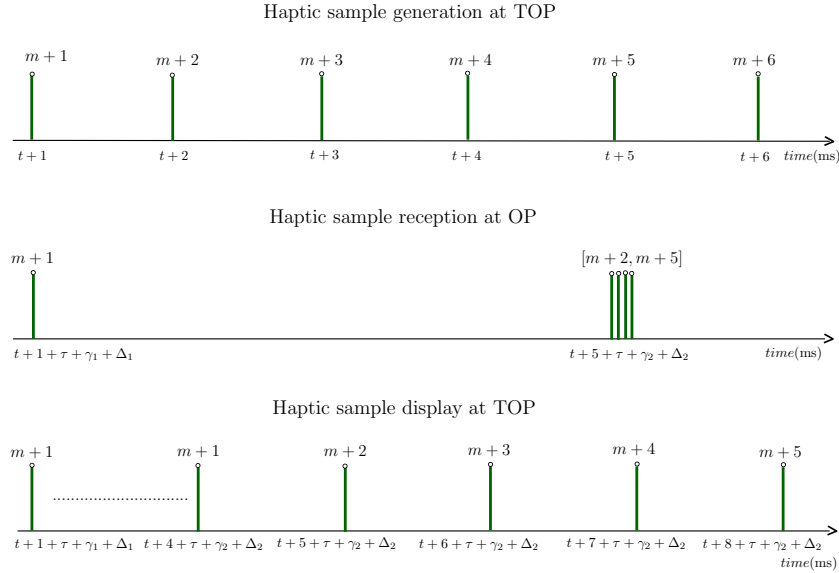 Haptic sample generation at TOP
m + 1 m + 2 m + 3 m + 4 m + 5 m + 6
t + 1 t + 2 t + 3 t + 4 t + 5 t + 6 time(ms)
Haptic sample reception at OP
m + 1 [m + 2, m + 5]
t + 1 + τ + γ₁ + Δ₁ t + 5 + τ + γ₂ + Δ₂ time(ms)
Haptic sample display at TOP
m + 1 m + 1 m + 2 m + 3 m + 4 m + 5
t + 1 + τ + γ₁ + Δ₁ t + 4 + τ + γ₂ + Δ₂ t + 5 + τ + γ₂ + Δ₂ t + 6 + τ + γ₂ + Δ₂ t + 7 + τ + γ₂ + Δ₂ t + 8 + τ + γ₂ + Δ₂
time(ms)